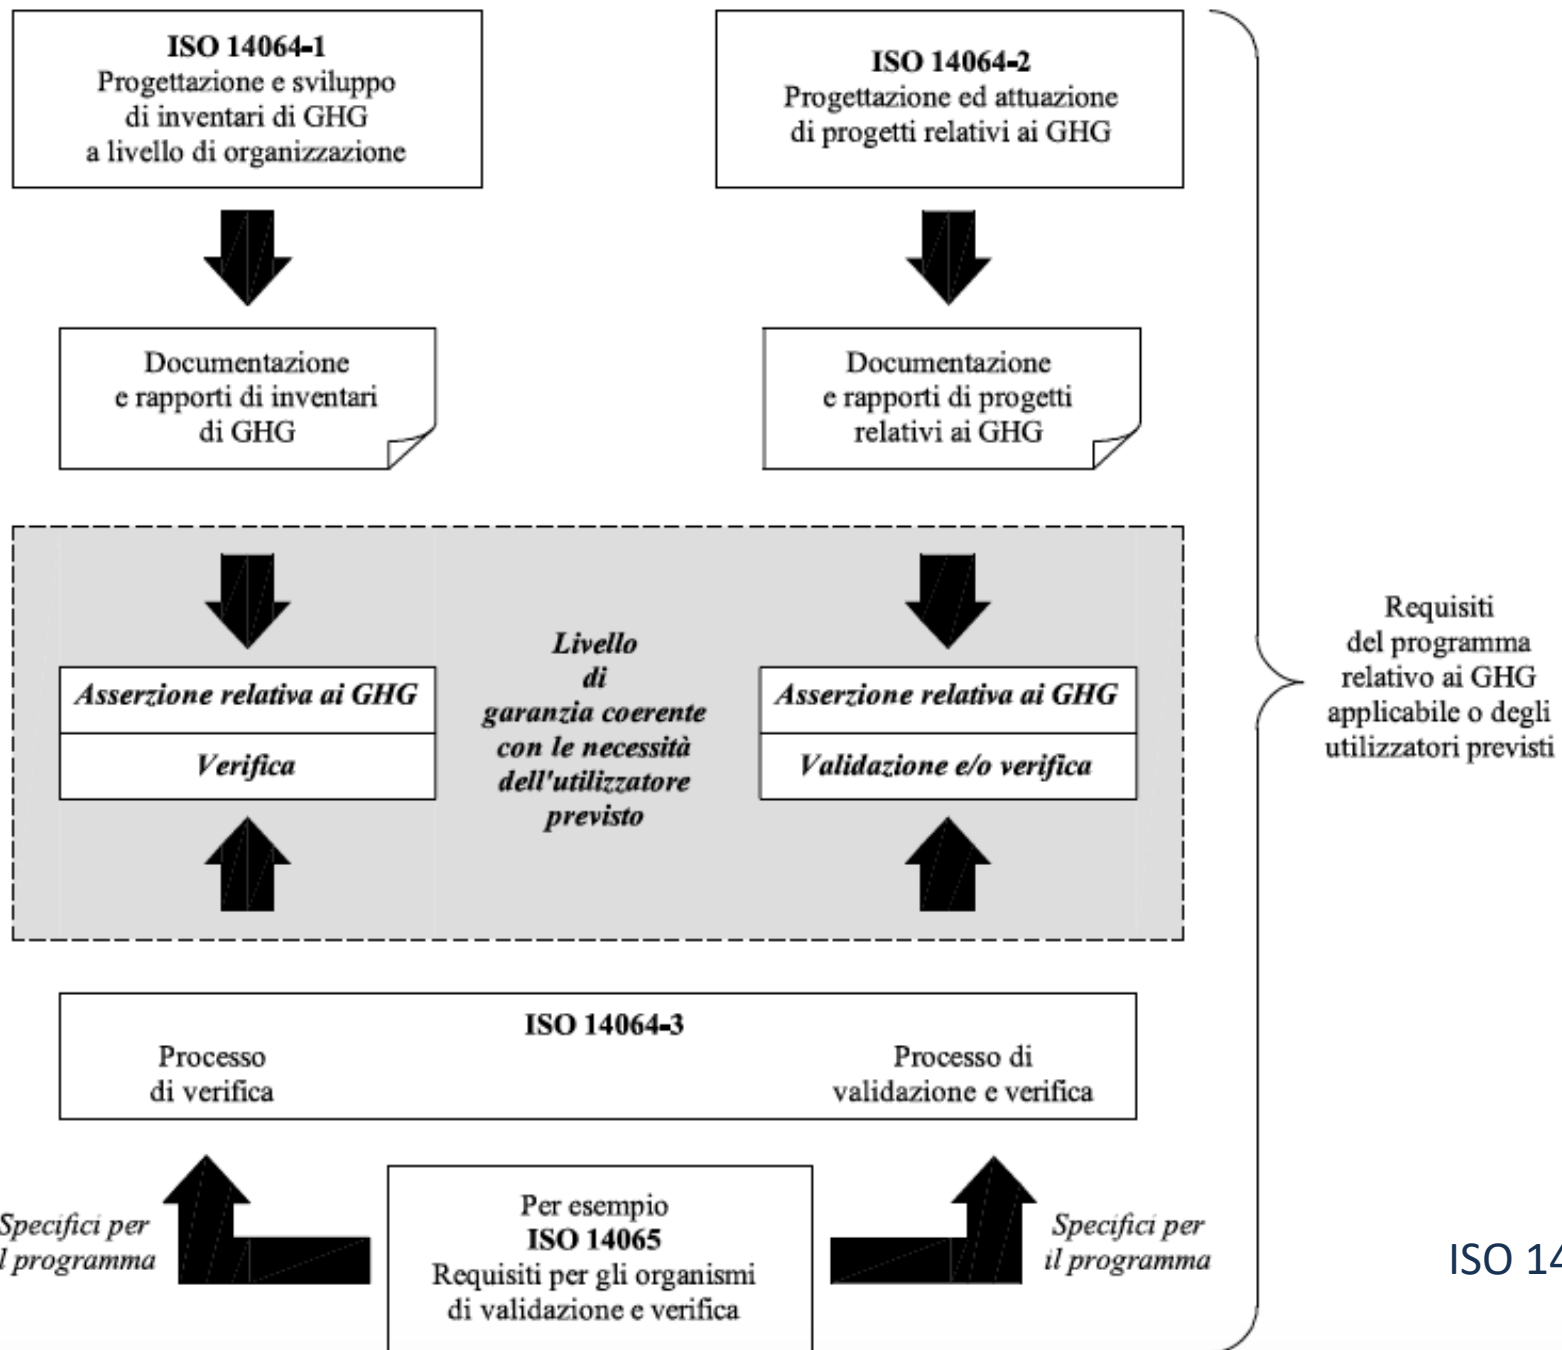 ISO 14064-1
Progettazione e sviluppo
di inventari di GHG
a livello di organizzazione
ISO 14064-2
Progettazione ed attuazione
di progetti relativi ai GHG
Documentazione
e rapporti di inventari
di GHG
Documentazione
e rapporti di progetti
relativi ai GHG
Asserzione relativa ai GHG
Verifica
Livello
di
garanzia coerente
con le necessità
dell'utilizzatore
previsto
Asserzione relativa ai GHG
Validazione e/o verifica
Requisiti
del programma
relativo ai GHG
applicabile o degli
utilizzatori previsti
ISO 14064-3
Processo
di verifica
Processo di
validazione e verifica
Specifici per
l programma
Per esempio
ISO 14065
Requisiti per gli organismi
di validazione e verifica
Specifici per
il programma
ISO 14